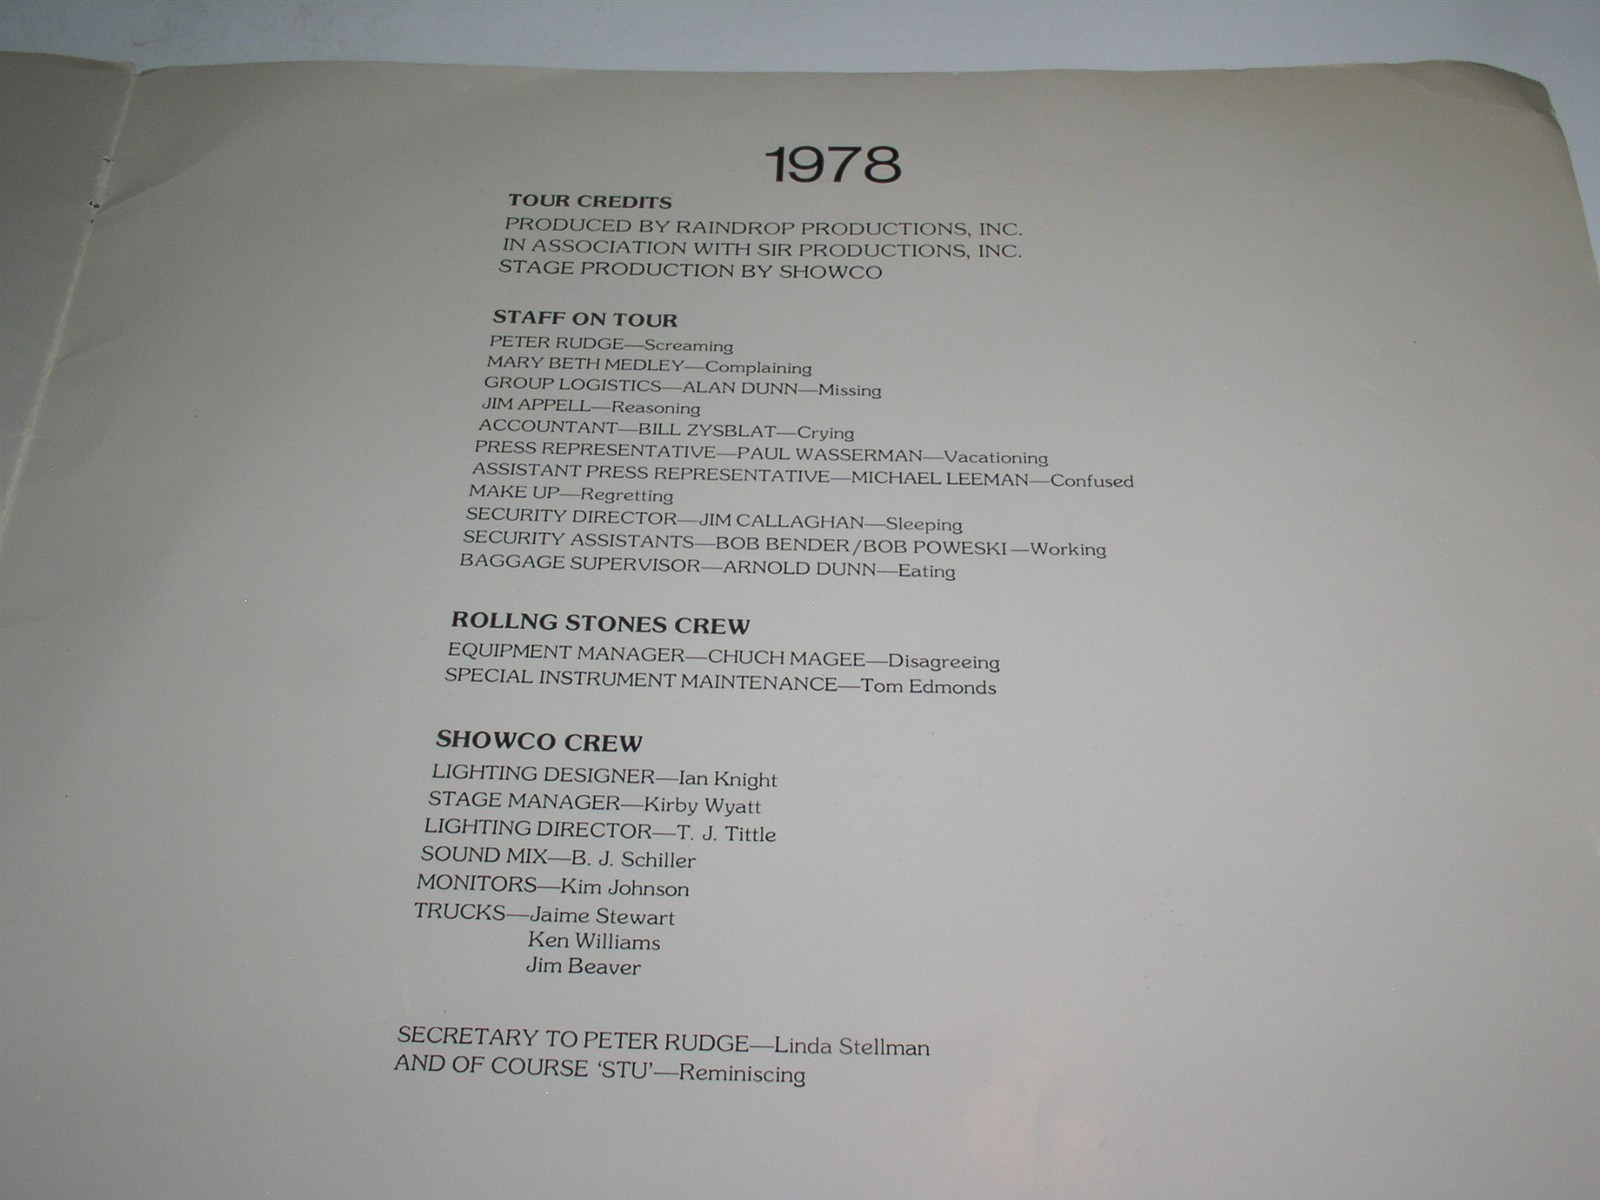 1978
TOUR CREDITS
PRODUCED BY RAINDROP PRODUCTIONS, INC.
IN ASSOCIATION WITH SIR PRODUCTIONS, INC.
STAGE PRODUCTION BY SHOWCO
STAFF ON TOUR
PETER RUDGE—Screaming
MARY BETH MEDLEY—Complaining
GROUP LOGISTICS—ALAN DUNN—Missing
JIM APPELL—Reasoning
ACCOUNTANT—BILL ZYSBLAT—Crying
PRESS REPRESENTATIVE—PAUL WASSERMAN—Vacationing
ASSISTANT PRESS REPRESENTATIVE—MICHAEL LEEMAN—Confused
MAKE UP—Regretting
SECURITY DIRECTOR—JIM CALLAGHAN—Sleeping
SECURITY ASSISTANTS—BOB BENDER/BOB POWESKI—Working
BAGGAGE SUPERVISOR—ARNOLD DUNN—Eating
ROLLNG STONES CREW
EQUIPMENT MANAGER—CHUCH MAGEE—Disagreeing
SPECIAL INSTRUMENT MAINTENANCE—Tom Edmonds
SHOWCO CREW
LIGHTING DESIGNER—Ian Knight
STAGE MANAGER—Kirby Wyatt
LIGHTING DIRECTOR—T. J. Tittle
SOUND MIX—B. J. Schiller
MONITORS—Kim Johnson
TRUCKS—Jaime Stewart
Ken Williams
Jim Beaver
SECRETARY TO PETER RUDGE—Linda Stellman
AND OF COURSE ‘STU’—Reminiscing